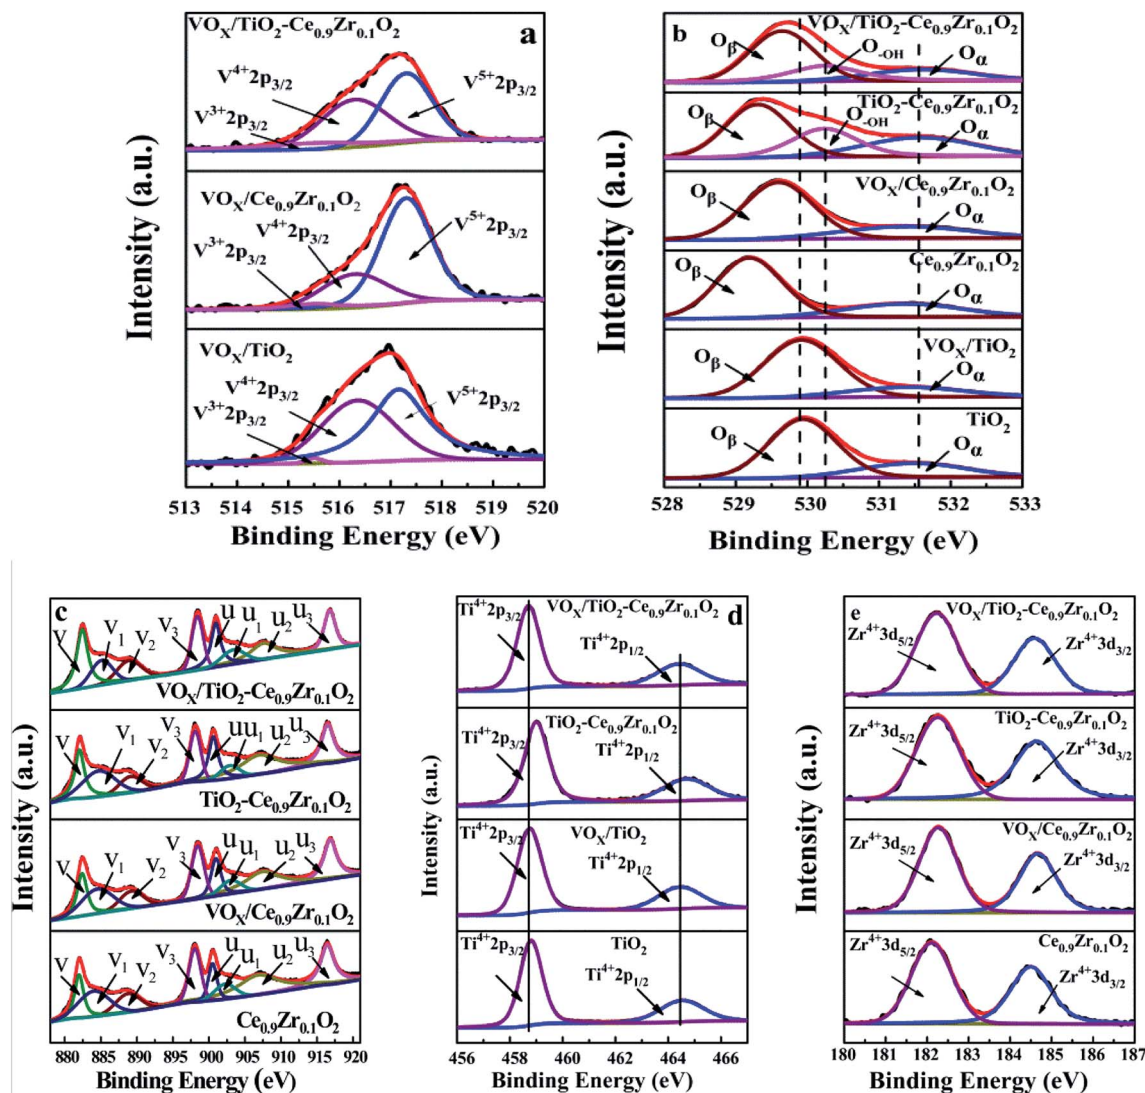 a
VOX/TiO2-Ce0.9Zr0.1O2
V4+2p3/2
V5+2p3/2
V3+2p3/2
VOX/Ce0.9Zr0.1O2
V4+2p3/2
V5+2p3/2
V3+2p3/2
VOX/TiO2
V4+2p3/2
V5+2p3/2
V3+2p3/2
Intensity (a.u.)
513 514 515 516 517 518 519 520
Binding Energy (eV)
b
VOX/TiO2-Ce0.9Zr0.1O2
Oβ
O-OH
Oα
TiO2-Ce0.9Zr0.1O2
Oβ
O-OH
Oα
VOX/Ce0.9Zr0.1O2
Oβ
Oα
Ce0.9Zr0.1O2
Oβ
Oα
VOX/TiO2
Oβ
Oα
TiO2
Oβ
Oα
Intensity (a.u.)
528 529 530 531 532 533
Binding Energy (eV)
c
V V1 V2 V3 u u1 u2 u3
VOX/TiO2-Ce0.9Zr0.1O2
V V1 V2 V3 u u1 u2 u3
TiO2-Ce0.9Zr0.1O2
V V1 V2 V3 u u1 u2 u3
VOX/Ce0.9Zr0.1O2
V V1 V2 V3 u u1 u2 u3
Ce0.9Zr0.1O2
Intensity (a.u.)
880 885 890 895 900 905 910 915 920
Binding Energy (eV)
d
VOX/TiO2-Ce0.9Zr0.1O2
Ti4+2p3/2
Ti4+2p1/2
TiO2-Ce0.9Zr0.1O2
Ti4+2p3/2
Ti4+2p1/2
VOX/TiO2
Ti4+2p3/2
Ti4+2p1/2
TiO2
Ti4+2p3/2
Ti4+2p1/2
Intensity (a.u.)
456 458 460 462 464 466
Binding Energy (eV)
e
VOX/TiO2-Ce0.9Zr0.1O2
Zr4+3d5/2
Zr4+3d3/2
TiO2-Ce0.9Zr0.1O2
Zr4+3d5/2
Zr4+3d3/2
VOX/Ce0.9Zr0.1O2
Zr4+3d5/2
Zr4+3d3/2
Ce0.9Zr0.1O2
Zr4+3d5/2
Zr4+3d3/2
Intensity (a.u.)
180 181 182 183 184 185 186 187
Binding Energy (eV)